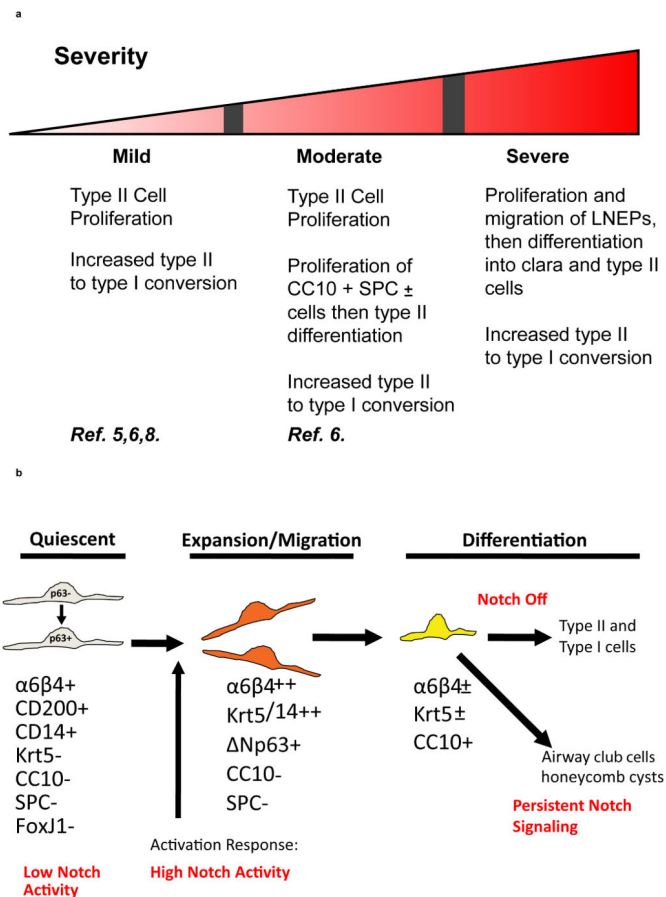 a
Severity
Mild
Moderate
Severe
Type II Cell
Proliferation
Increased type II
to type I conversion
Type II Cell
Proliferation
Proliferation of
CC10 + SPC ±
cells then type II
differentiation
Increased type II
to type I conversion
Proliferation and
migration of LNEPs,
then differentiation
into clara and type II
cells
Increased type II
to type I conversion
Ref. 5,6,8.
Ref. 6.
b
Quiescent
Expansion/Migration
Differentiation
p63-
p63+
α6β4+
CD200+
CD14+
Krt5-
CC10-
SPC-
FoxJ1-
Low Notch
Activity
α6β4++
Krt5/14++
ΔNp63+
CC10-
SPC-
Activation Response:
High Notch Activity
α6β4±
Krt5±
CC10+
Notch Off
Type II and
Type I cells
Airway club cells
honeycomb cysts
Persistent Notch
Signaling